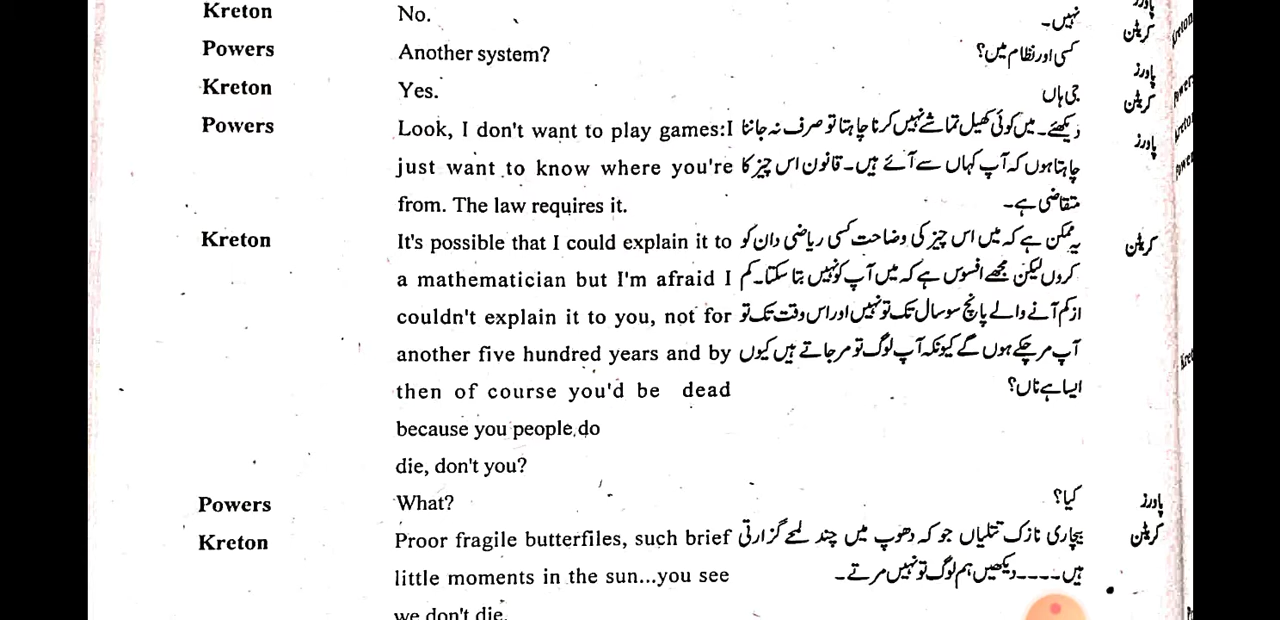 Kreton No. نہیں۔
Powers Another system? کسی اور نظام میں؟ پاورز
Kreton Yes. جی ہاں کریٹن
Powers Look, I don't want to play games:I دیکھئے۔ میں کوئی کھیل تماشے نہیں کرنا چاہتا تو صرف نہ جاننا
just want to know where you're چاہتا ہوں کہ آپ کہاں سے آئے ہیں۔ قانون اس چیز کا پاورز
from. The law requires it. متقاضی ہے۔
Kreton It's possible that I could explain it to یہ ممکن ہے کہ میں اس چیز کی وضاحت کسی ریاضی دان کو کریٹن
a mathematician but I'm afraid I کروں لیکن مجھے افسوس ہے کہ میں آپ کو نہیں بتا سکتا۔ کم
couldn't explain it to you, not for ازکم آنے والے پانچ سو سال تک تو نہیں اور اس وقت تک تو
another five hundred years and by آپ مر چکے ہوں گے کیونکہ آپ لوگ تو مر جاتے ہیں کیوں
then of course you'd be dead ایسا ہے ناں؟
because you people do
die, don't you?
Powers What? کیا؟ پاورز
Kreton Proor fragile butterfiles, such brief بیچاری نازک تتلیاں جو کہ دھوپ میں چند لمحے گزارتی کریٹن
little moments in the sun...you see ہیں۔۔۔۔دیکھیں ہم لوگ تو نہیں مرتے۔
we don't die.